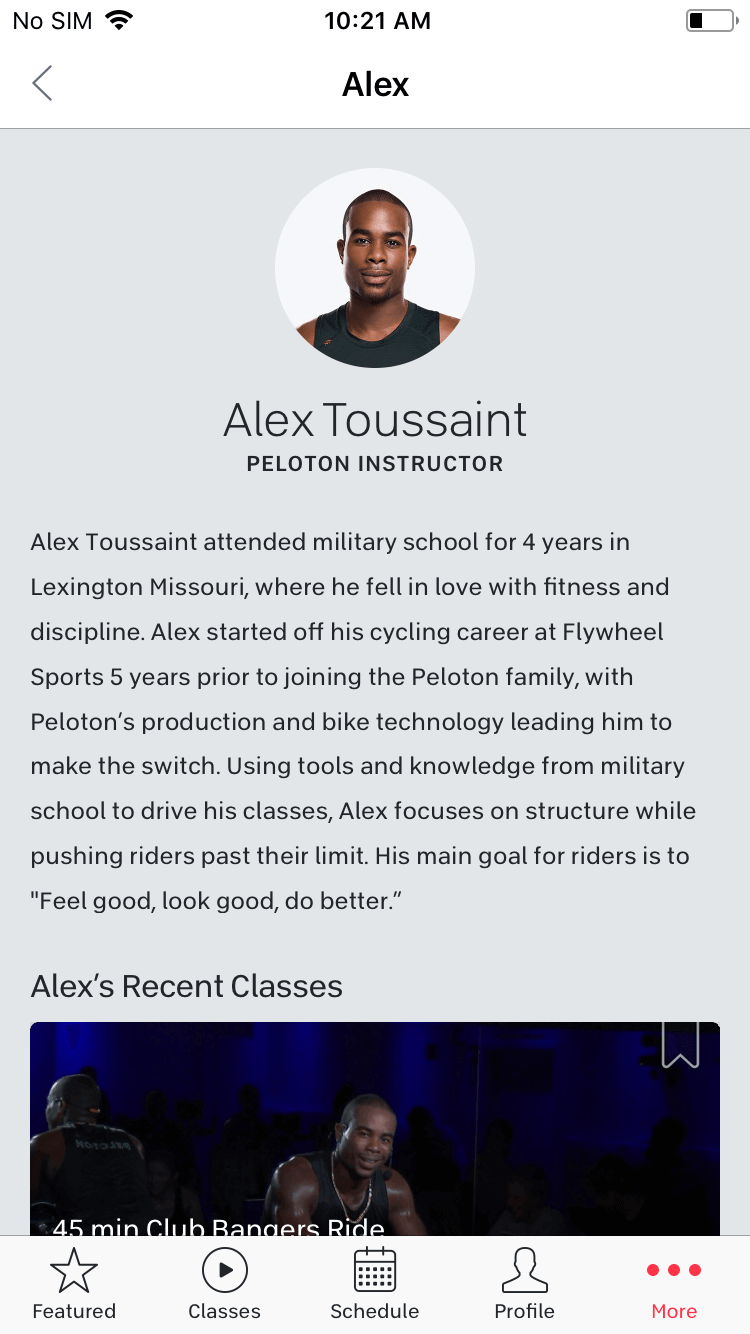 No SIM 10:21 AM
Alex
Alex Toussaint
PELOTON INSTRUCTOR
Alex Toussaint attended military school for 4 years in
Lexington Missouri, where he fell in love with fitness and
discipline. Alex started off his cycling career at Flywheel
Sports 5 years prior to joining the Peloton family, with
Peloton’s production and bike technology leading him to
make the switch. Using tools and knowledge from military
school to drive his classes, Alex focuses on structure while
pushing riders past their limit. His main goal for riders is to
"Feel good, look good, do better.”
Alex’s Recent Classes
45 min Club Bangers Ride
Featured Classes Schedule Profile More